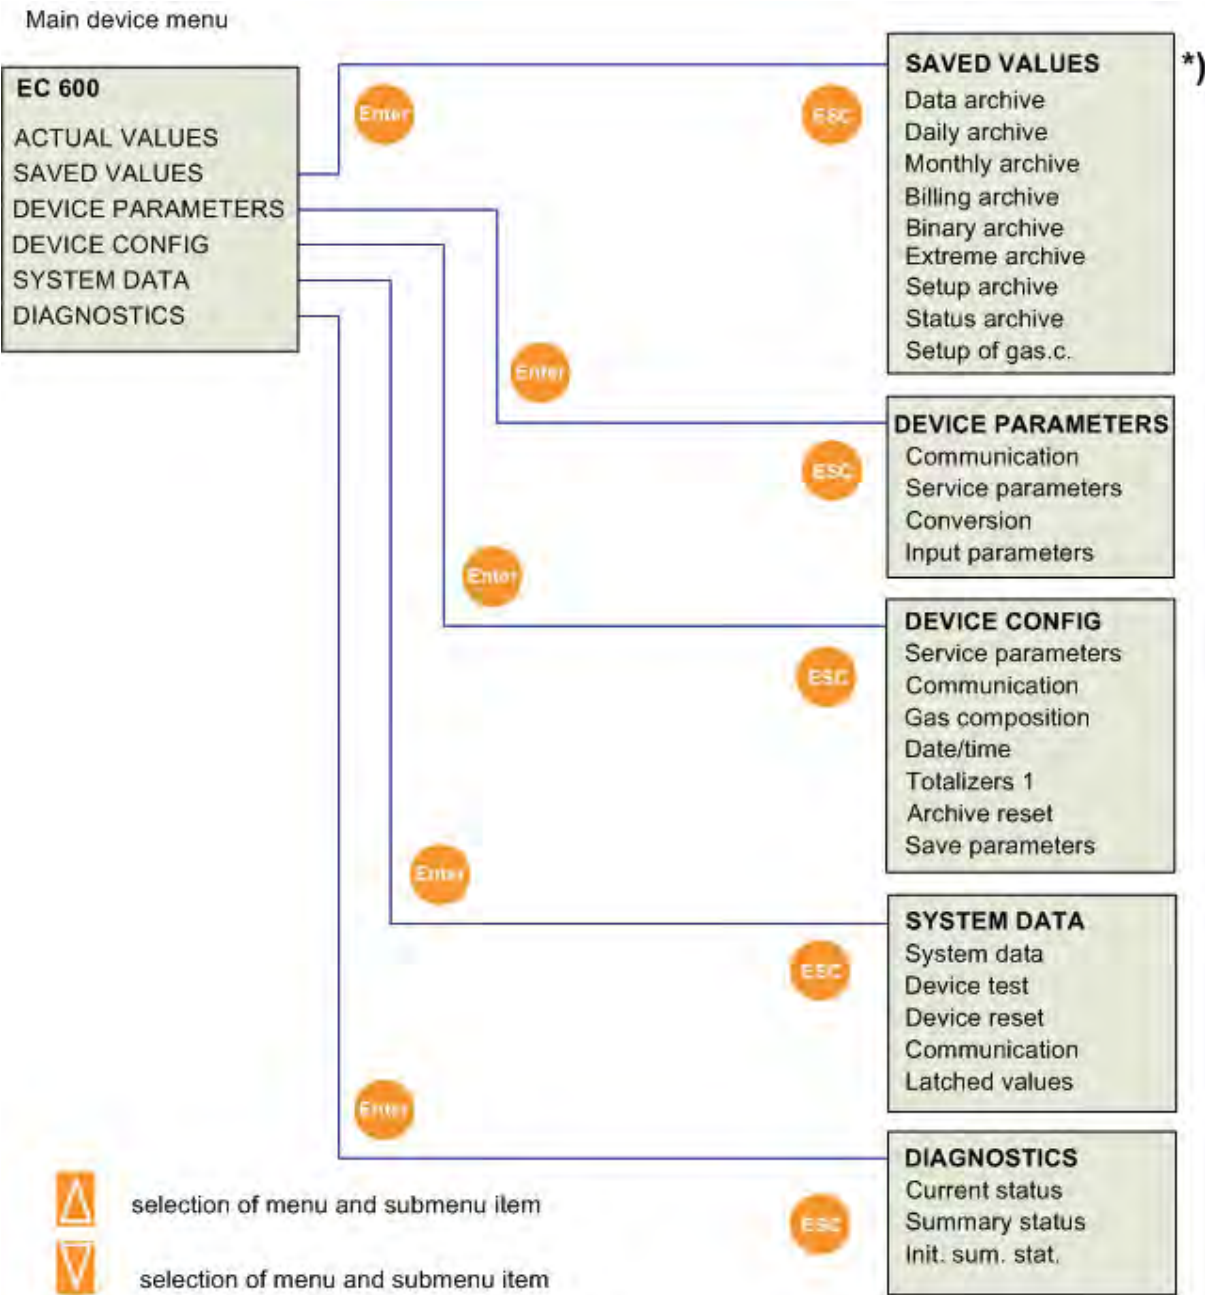 Main device menu
EC 600
ACTUAL VALUES
SAVED VALUES
DEVICE PARAMETERS
DEVICE CONFIG
SYSTEM DATA
DIAGNOSTICS
Enter
ESC
SAVED VALUES
*)
Data archive
Daily archive
Monthly archive
Billing archive
Binary archive
Extreme archive
Setup archive
Status archive
Setup of gas.c.
Enter
ESC
DEVICE PARAMETERS
Communication
Service parameters
Conversion
Input parameters
Enter
ESC
DEVICE CONFIG
Service parameters
Communication
Gas composition
Date/time
Totalizers 1
Archive reset
Save parameters
Enter
ESC
SYSTEM DATA
System data
Device test
Device reset
Communication
Latched values
Enter
ESC
DIAGNOSTICS
Current status
Summary status
Init. sum. stat.
selection of menu and submenu item
selection of menu and submenu item